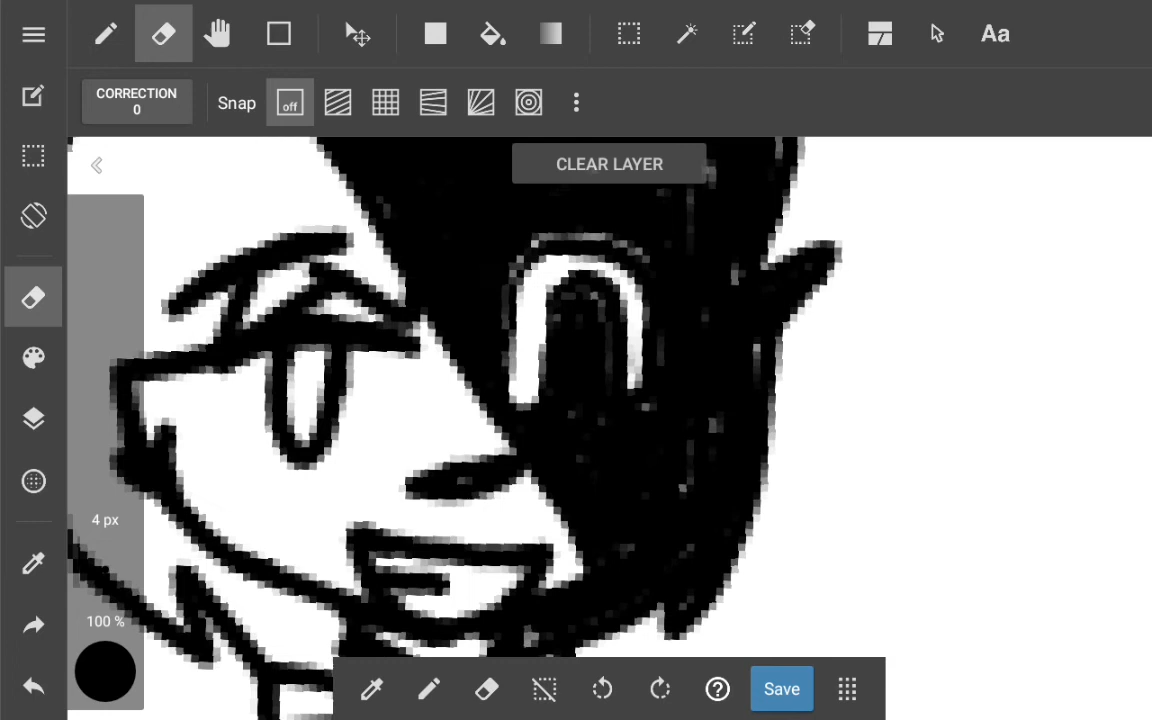 Aa
CORRECTION
0
Snap
off
CLEAR LAYER
4 px
100 %
Save